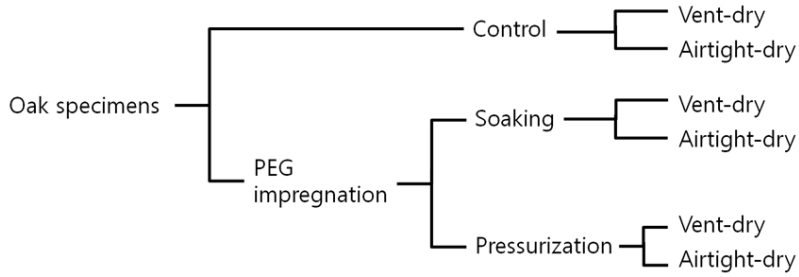 Vent-dry
Control
Airtight-dry
Oak specimens
Vent-dry
Soaking
Airtight-dry
PEG
impregnation
Vent-dry
Pressurization
Airtight-dry